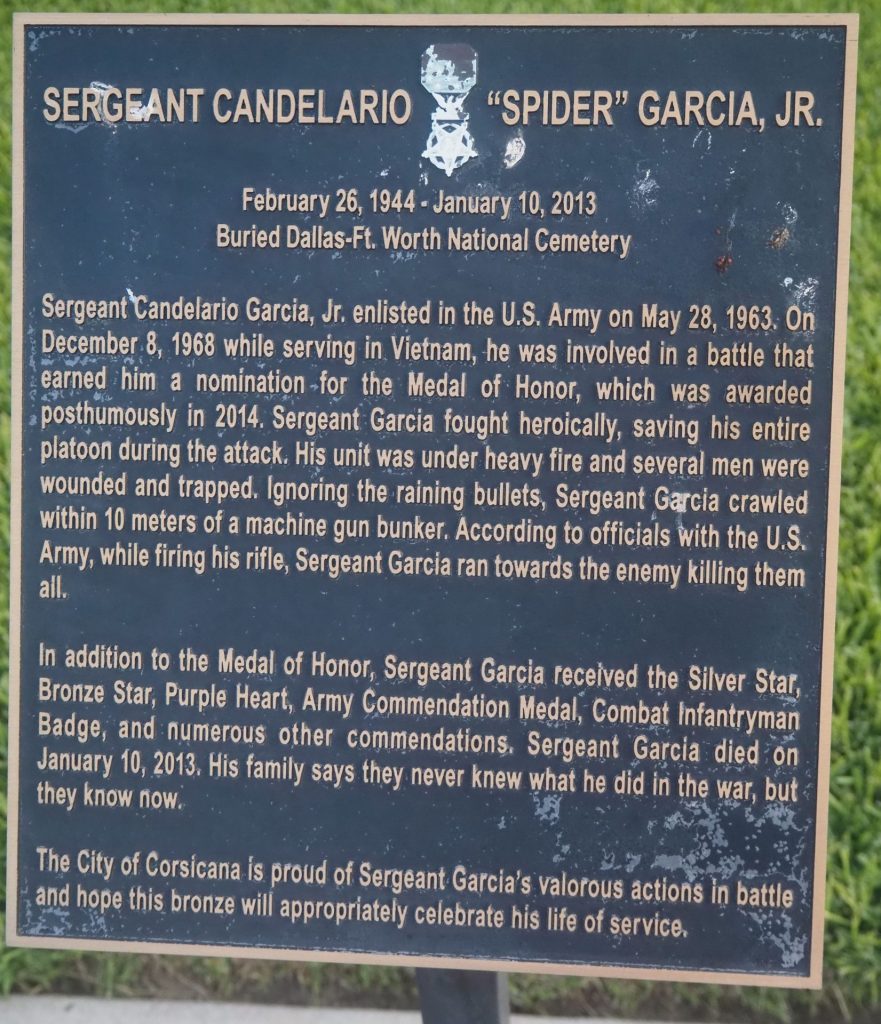 SERGEANT CANDELARIO "SPIDER" GARCIA, JR.
February 26, 1944 - January 10, 2013
Buried Dallas-Ft. Worth National Cemetery
Sergeant Candelario Garcia, Jr. enlisted in the U.S. Army on May 28, 1963. On
December 8, 1968 while serving in Vietnam, he was involved in a battle that
earned him a nomination for the Medal of Honor, which was awarded
posthumously in 2014. Sergeant Garcia fought heroically, saving his entire
platoon during the attack. His unit was under heavy fire and several men were
wounded and trapped. Ignoring the raining bullets, Sergeant Garcia crawled
within 10 meters of a machine gun bunker. According to officials with the U.S.
Army, while firing his rifle, Sergeant Garcia ran towards the enemy killing them
all.
In addition to the Medal of Honor, Sergeant Garcia received the Silver Star,
Bronze Star, Purple Heart, Army Commendation Medal, Combat Infantryman
Badge, and numerous other commendations. Sergeant Garcia died on
January 10, 2013. His family says they never knew what he did in the war, but
they know now.
The City of Corsicana is proud of Sergeant Garcia's valorous actions in battle
and hope this bronze will appropriately celebrate his life of service.